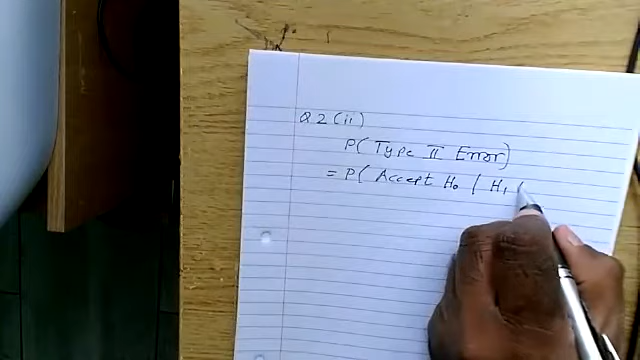 Q2 (ii)
P( Type II Error)
= P( Accept H₀ / H₁ (